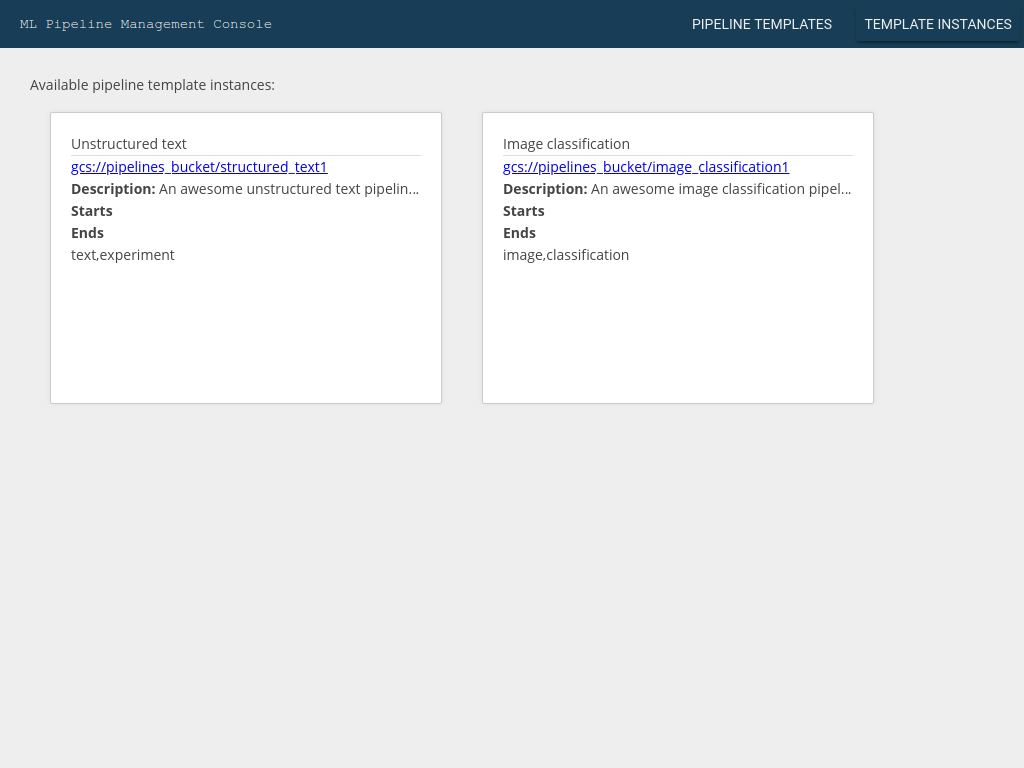 ML Pipeline Management Console
PIPELINE TEMPLATES
TEMPLATE INSTANCES
Available pipeline template instances:
Unstructured text
gcs://pipelines_bucket/structured_text1
Description: An awesome unstructured text pipelin...
Starts
Ends
text,experiment
Image classification
gcs://pipelines_bucket/image_classification1
Description: An awesome image classification pipel...
Starts
Ends
image,classification